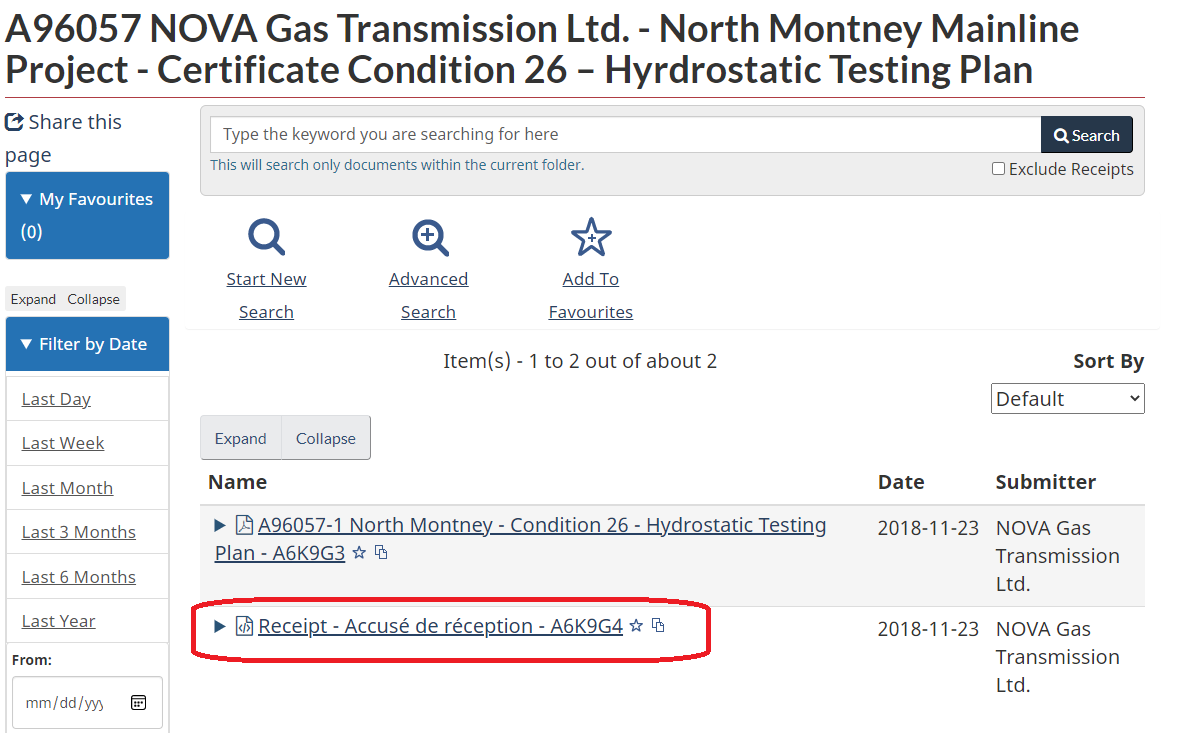 A96057 NOVA Gas Transmission Ltd. - North Montney Mainline
Project - Certificate Condition 26 – Hyrdrostatic Testing Plan
Share this
page
▼ My Favourites
(0)
Expand Collapse
▼ Filter by Date
Last Day
Last Week
Last Month
Last 3 Months
Last 6 Months
Last Year
From:
mm/dd/yyy
Type the keyword you are searching for here
Search
This will search only documents within the current folder.
Exclude Receipts
Start New
Search
Advanced
Search
Add To
Favourites
Item(s) - 1 to 2 out of about 2
Sort By
Default
Expand Collapse
Name Date Submitter
A96057-1 North Montney - Condition 26 - Hydrostatic Testing
Plan - A6K9G3
2018-11-23
NOVA Gas
Transmission
Ltd.
Receipt - Accusé de réception - A6K9G4
2018-11-23
NOVA Gas
Transmission
Ltd.